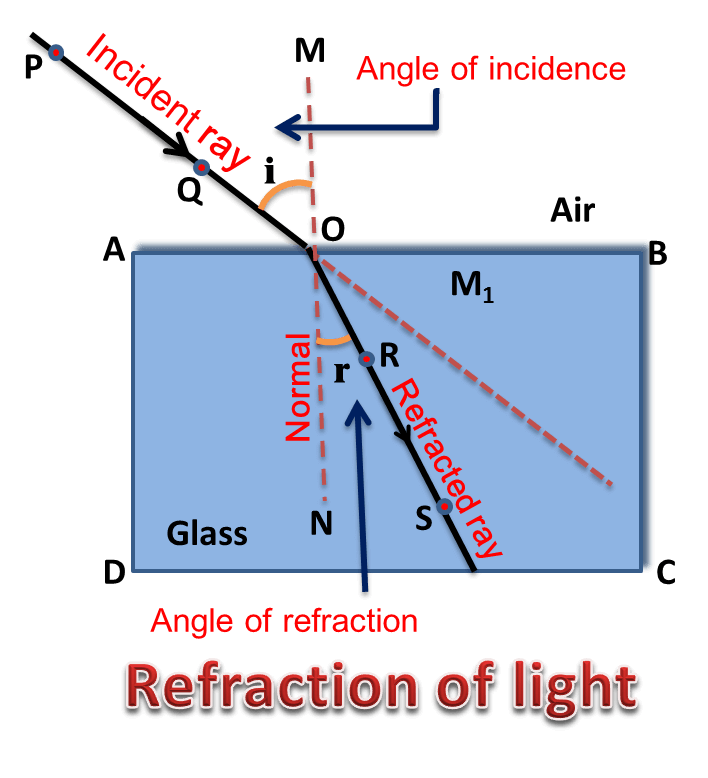 P
Incident ray
M
Angle of incidence
Q
i
O
Air
A
B
M₁
Normal
r
R
Refracted ray
S
N
Glass
D
C
Angle of refraction
Refraction of light